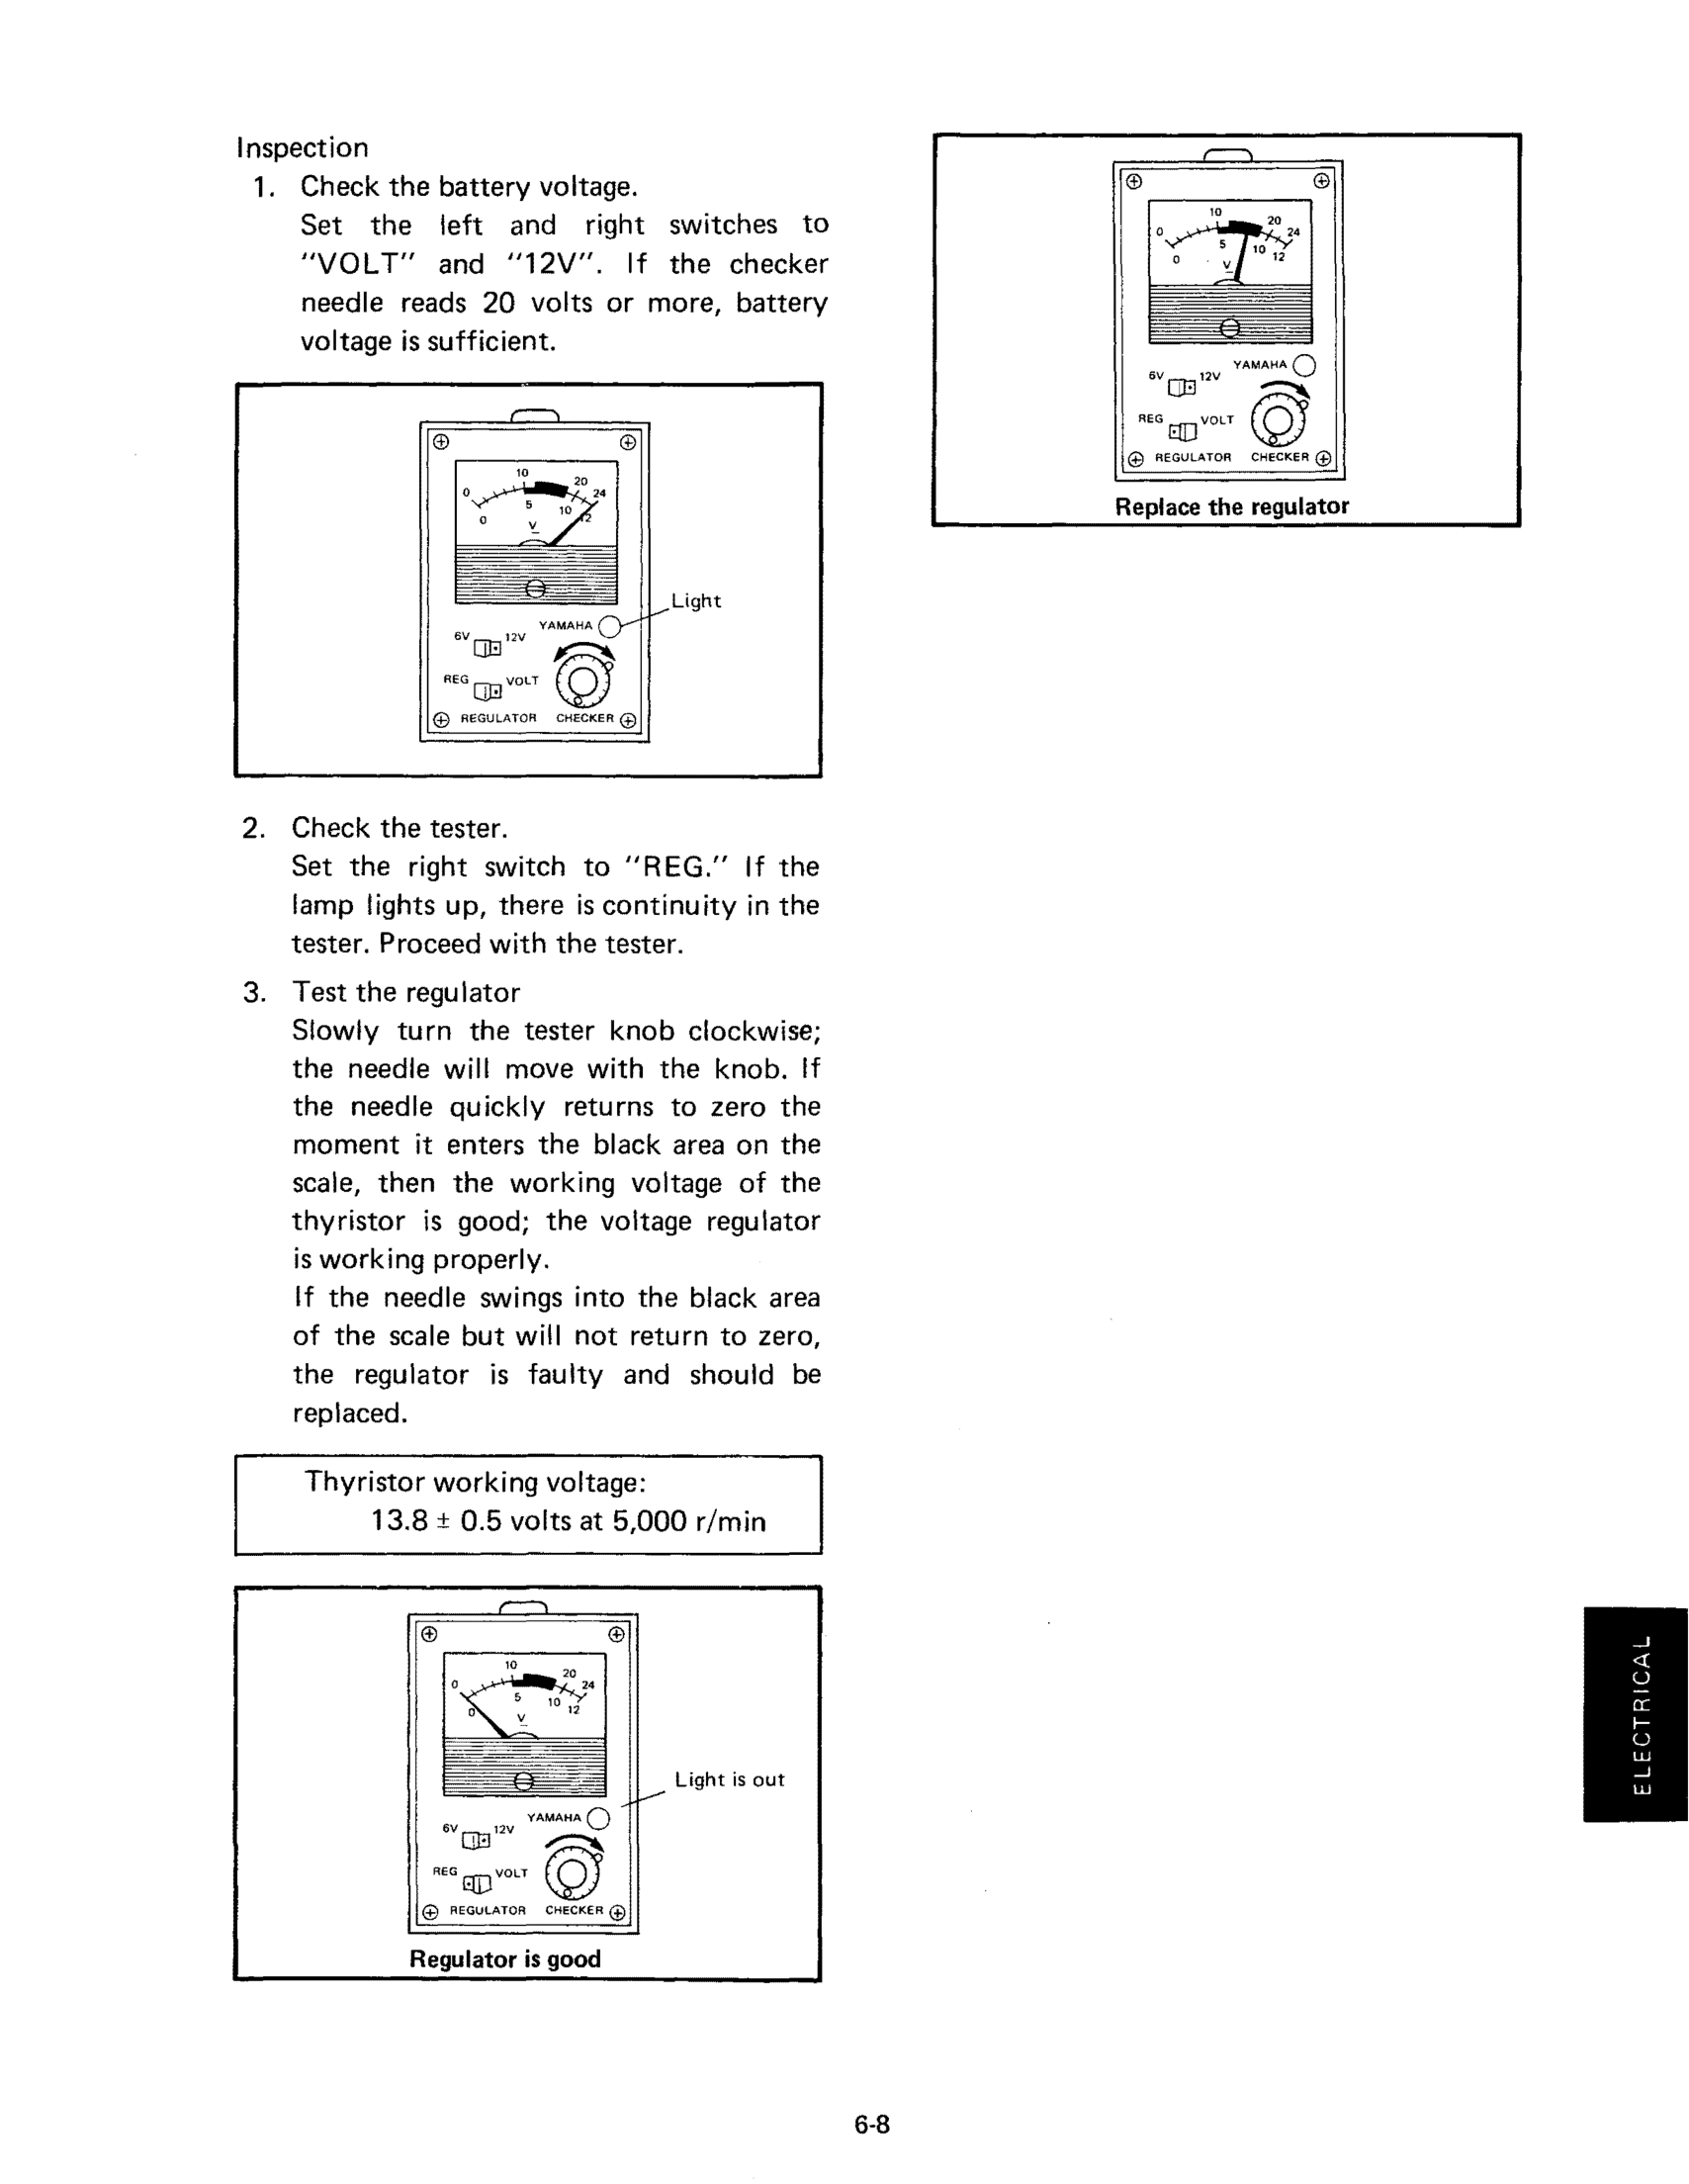 Inspection
1. Check the battery voltage.
Set the left and right switches to
"VOLT" and "12V". If the checker
needle reads 20 volts or more, battery
voltage is sufficient.
10
0 20 24
5
0 10 12
V
Light
YAMAHA
6V 12V
REG VOLT
REGULATOR CHECKER
2. Check the tester.
Set the right switch to "REG." If the
lamp lights up, there is continuity in the
tester. Proceed with the tester.
3. Test the regulator
Slowly turn the tester knob clockwise;
the needle will move with the knob. If
the needle quickly returns to zero the
moment it enters the black area on the
scale, then the working voltage of the
thyristor is good; the voltage regulator
is working properly.
If the needle swings into the black area
of the scale but will not return to zero,
the regulator is faulty and should be
replaced.
Thyristor working voltage:
13.8 ± 0.5 volts at 5,000 r/min
10
0 20 24
5
0 10 12
V
Light is out
YAMAHA
6V 12V
REG VOLT
REGULATOR CHECKER
Regulator is good
10
0 20 24
5
0 10 12
V
YAMAHA
6V 12V
REG VOLT
REGULATOR CHECKER
Replace the regulator
ELECTRICAL
6-8